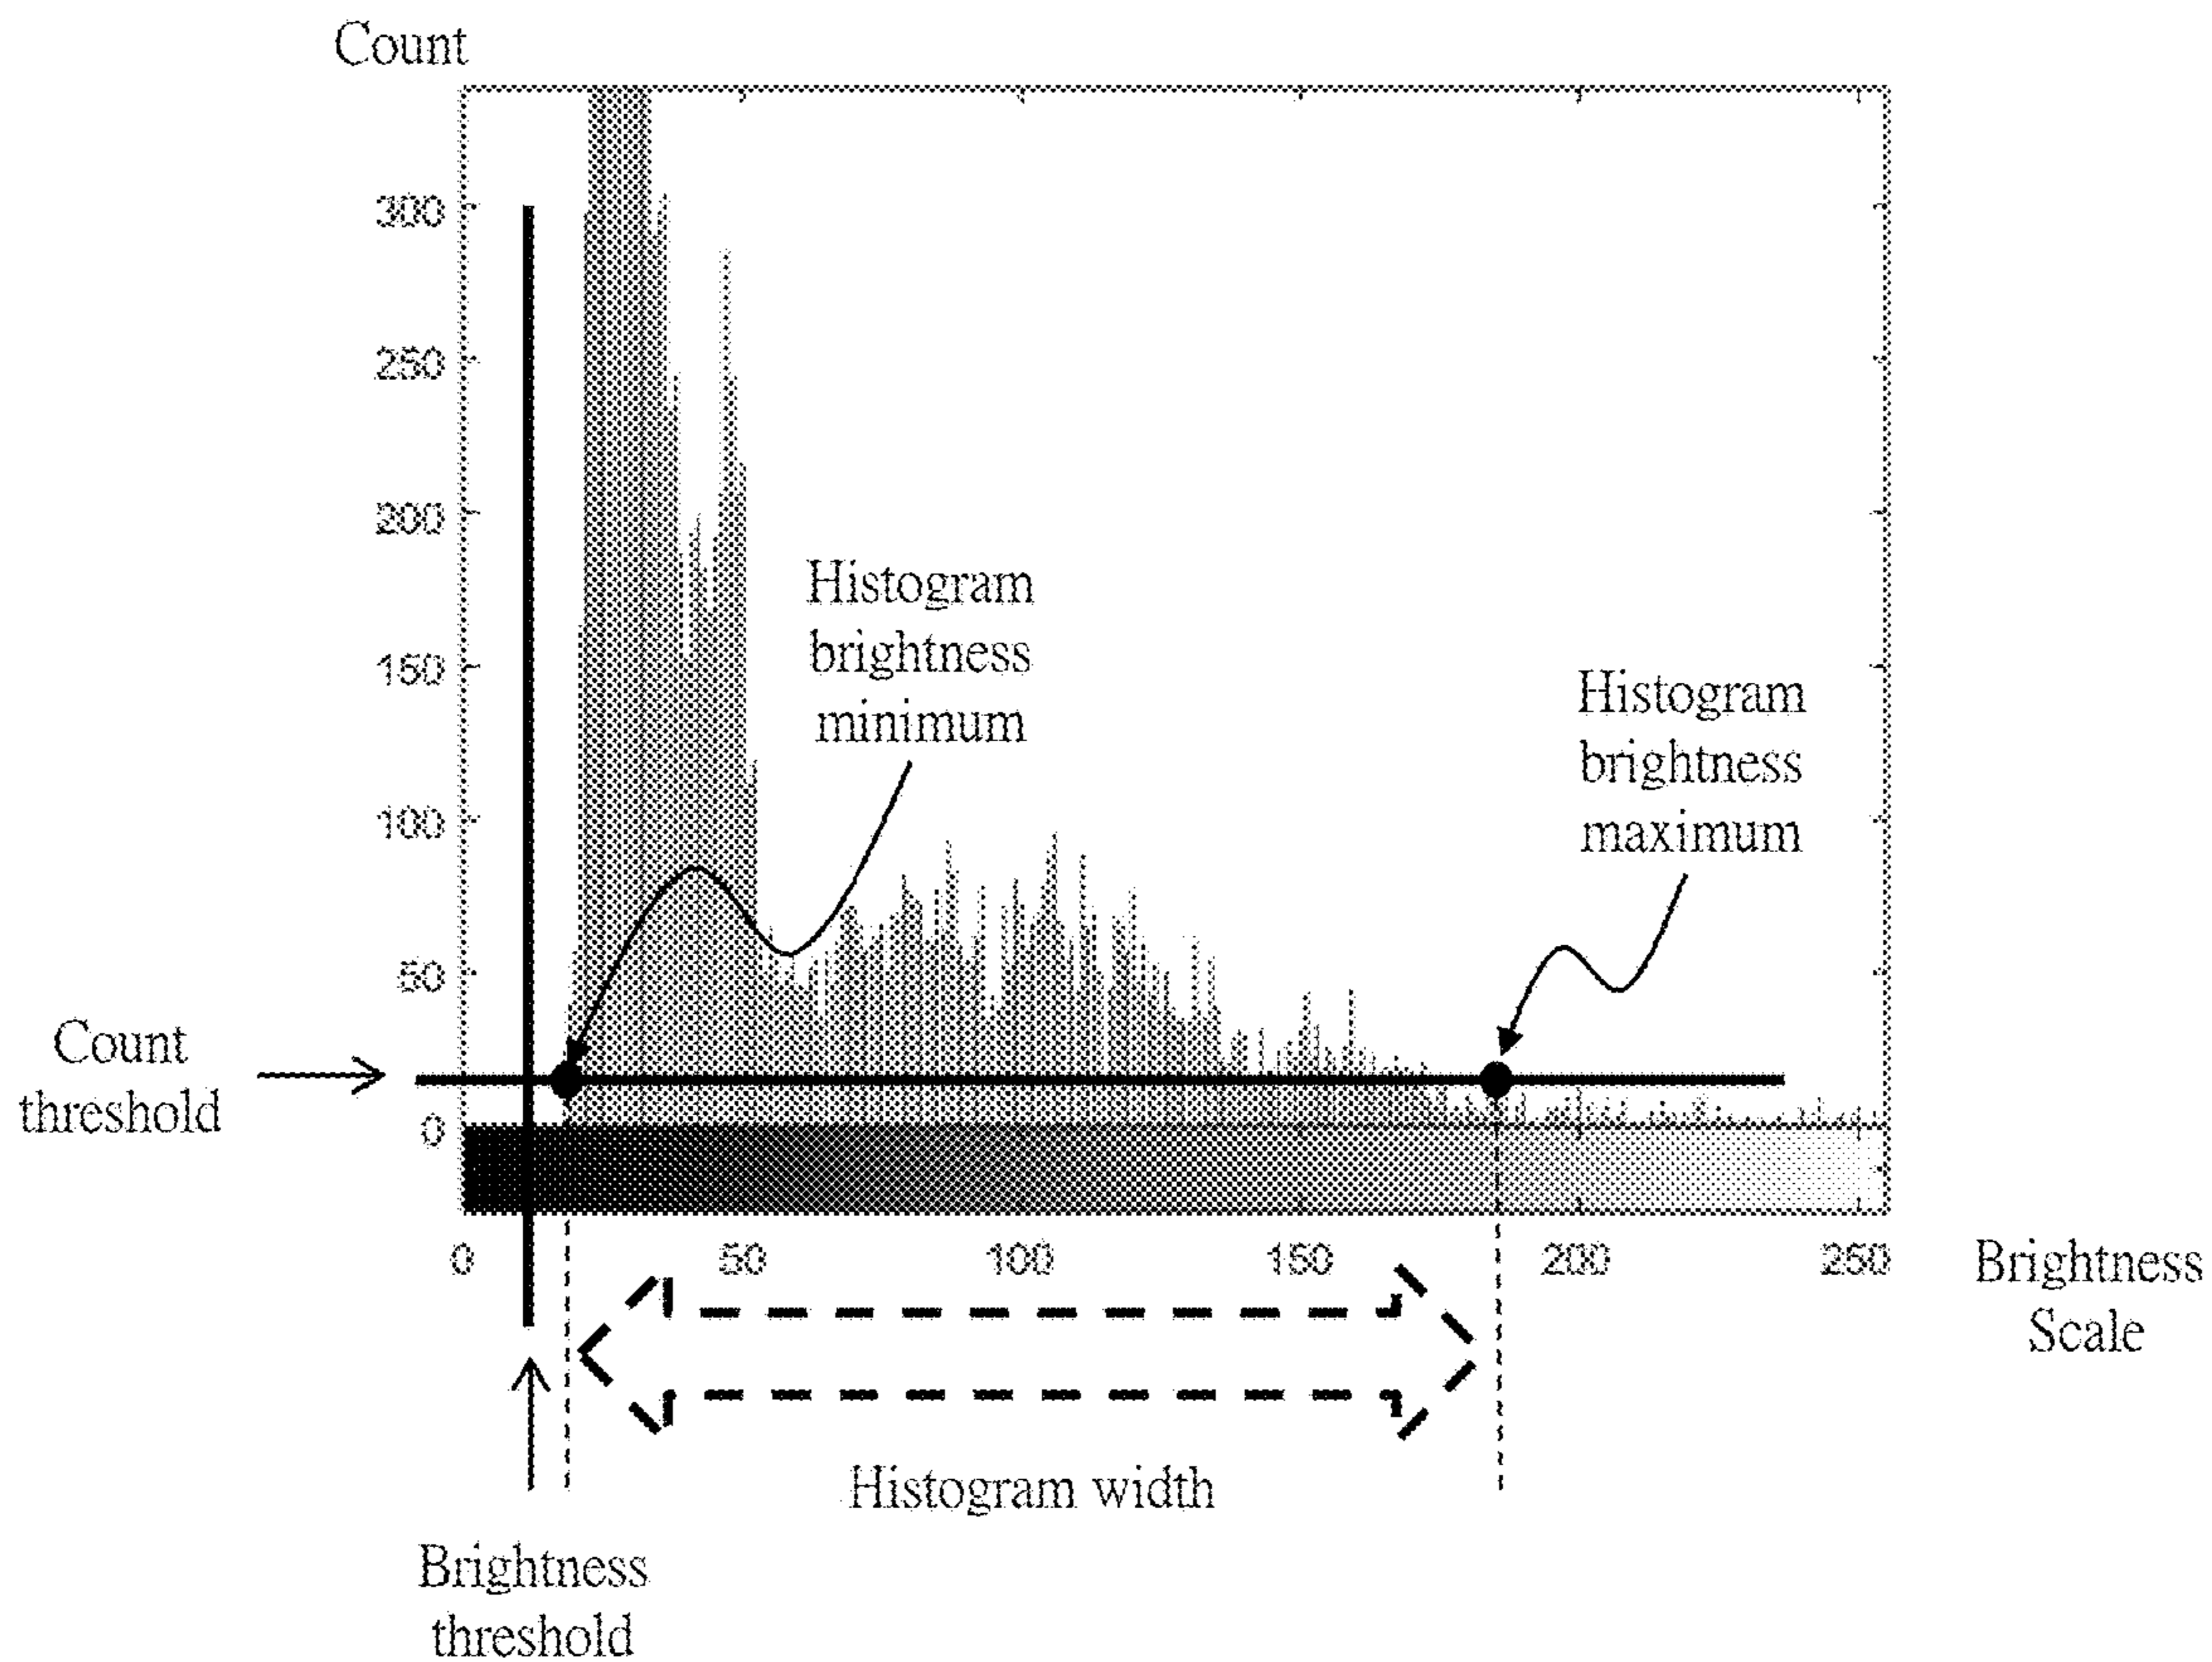 Count
300
250
200
150
100
50
0
Histogram
brightness
minimum
Histogram
brightness
maximum
Count
threshold
0
50
100
150
200
250
Brightness
Scale
Histogram width
Brightness
threshold